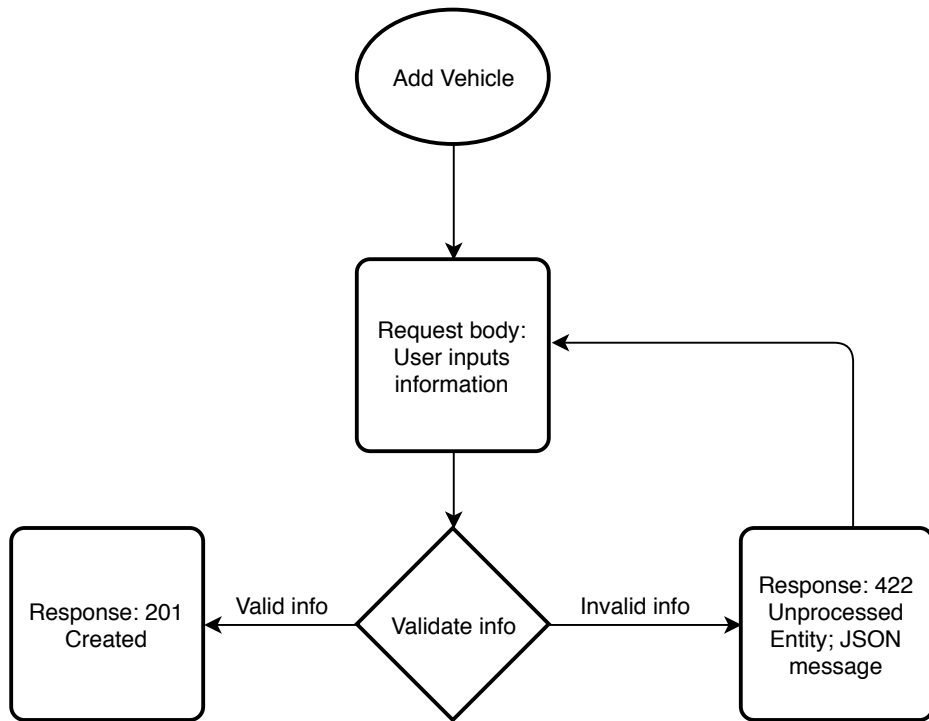 Add Vehicle
Request body:
User inputs
information
Response: 201
Created
Valid info
Validate info
Invalid info
Response: 422
Unprocessed
Entity; JSON
message